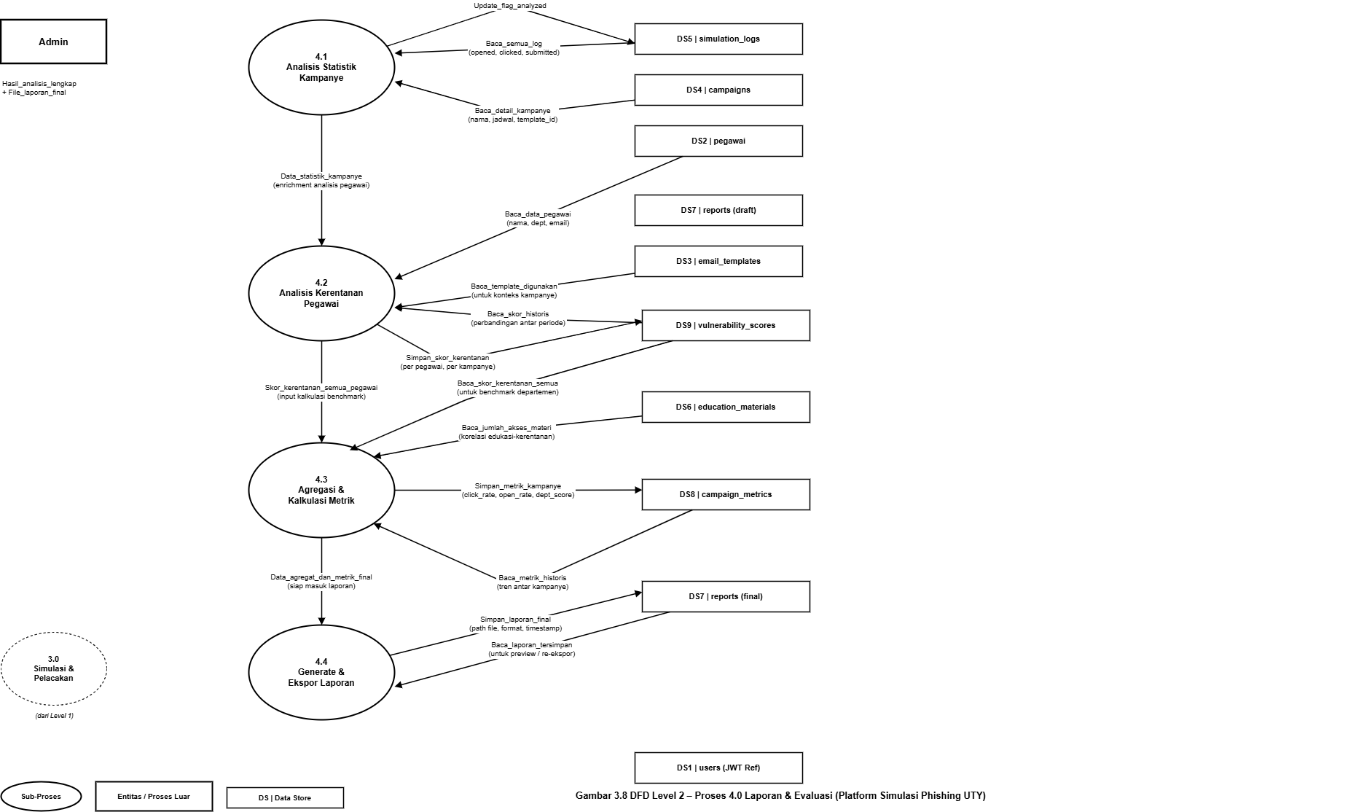 Update_flag_analyzed
Admin
4.1
Analisis Statistik
Kampanye
DS5 | simulation_logs
Baca_semua_log
(opened, clicked, submitted)
Hasil_analisis_lengkap
+ File_laporan_final
DS4 | campaigns
Baca_detail_kampanye
(nama, jadwal, template_id)
DS2 | pegawai
Data_statistik_kampanye
(enrichment analisis pegawai)
DS7 | reports (draft)
Baca_data_pegawai
(nama, dept, email)
DS3 | email_templates
4.2
Analisis Kerentanan
Pegawai
Baca_template_digunakan
(untuk konteks kampanye)
Baca_skor_historis
(perbandingan antar periode)
DS9 | vulnerability_scores
Simpan_skor_kerentanan
(per pegawai, per kampanye)
Skor_kerentanan_semua_pegawai
(input kalkulasi benchmark)
Baca_skor_kerentanan_semua
(untuk benchmark departemen)
DS6 | education_materials
Baca_jumlah_akses_materi
(korelasi edukasi-kerentanan)
4.3
Agregasi &
Kalkulasi Metrik
Simpan_metrik_kampanye
(click_rate, open_rate, dept_score)
DS8 | campaign_metrics
Data_agregat_dan_metrik_final
(siap masuk laporan)
Baca_metrik_historis
(tren antar kampanye)
DS7 | reports (final)
Simpan_laporan_final
(path file, format, timestamp)
Baca_laporan_tersimpan
(untuk preview / re-ekspor)
3.0
Simulasi &
Pelacakan
(dari Level 1)
4.4
Generate &
Ekspor Laporan
DS1 | users (JWT Ref)
Sub-Proses
Entitas / Proses Luar
DS | Data Store
Gambar 3.8 DFD Level 2 – Proses 4.0 Laporan & Evaluasi (Platform Simulasi Phishing UTY)